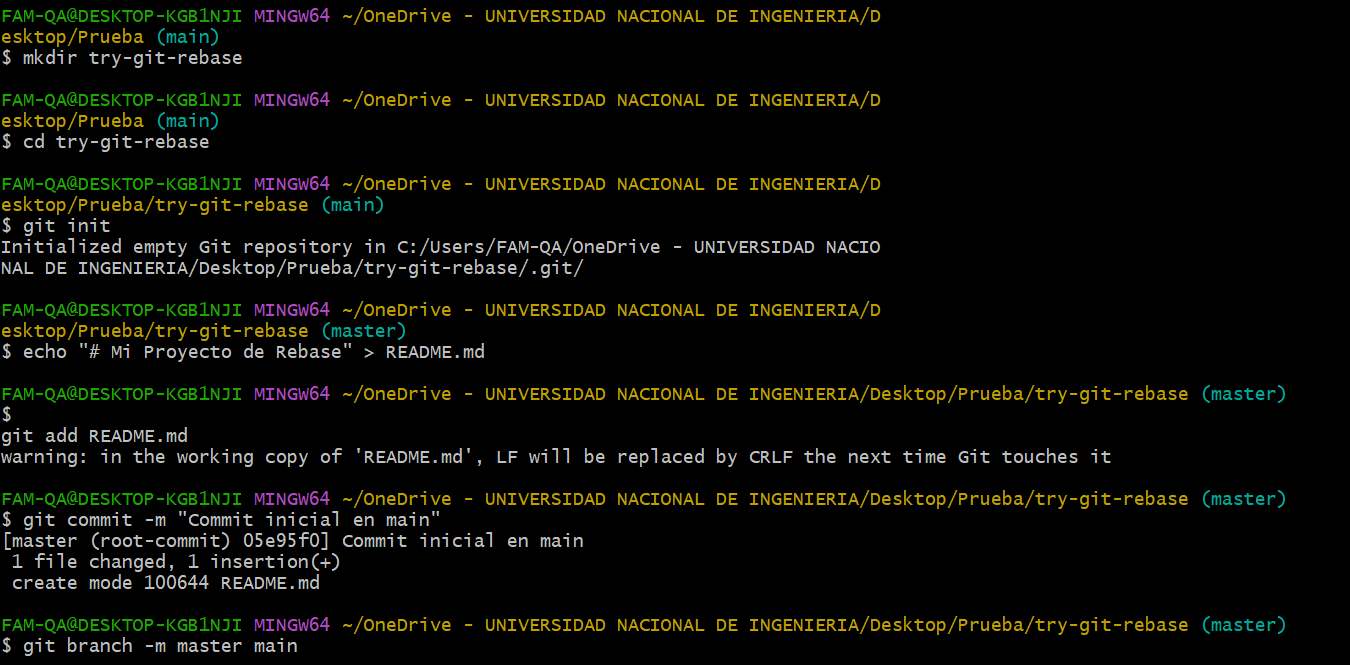 FAM-QA@DESKTOP-KGB1NJI MINGW64 ~/OneDrive - UNIVERSIDAD NACIONAL DE INGENIERIA/D
esktop/Prueba (main)
$ mkdir try-git-rebase
FAM-QA@DESKTOP-KGB1NJI MINGW64 ~/OneDrive - UNIVERSIDAD NACIONAL DE INGENIERIA/D
esktop/Prueba (main)
$ cd try-git-rebase
FAM-QA@DESKTOP-KGB1NJI MINGW64 ~/OneDrive - UNIVERSIDAD NACIONAL DE INGENIERIA/D
esktop/Prueba/try-git-rebase (main)
$ git init
Initialized empty Git repository in C:/Users/FAM-QA/OneDrive - UNIVERSIDAD NACIO
NAL DE INGENIERIA/Desktop/Prueba/try-git-rebase/.git/
FAM-QA@DESKTOP-KGB1NJI MINGW64 ~/OneDrive - UNIVERSIDAD NACIONAL DE INGENIERIA/D
esktop/Prueba/try-git-rebase (master)
$ echo "# Mi Proyecto de Rebase" > README.md
FAM-QA@DESKTOP-KGB1NJI MINGW64 ~/OneDrive - UNIVERSIDAD NACIONAL DE INGENIERIA/Desktop/Prueba/try-git-rebase (master)
$
git add README.md
warning: in the working copy of 'README.md', LF will be replaced by CRLF the next time Git touches it
FAM-QA@DESKTOP-KGB1NJI MINGW64 ~/OneDrive - UNIVERSIDAD NACIONAL DE INGENIERIA/Desktop/Prueba/try-git-rebase (master)
$ git commit -m "Commit inicial en main"
[master (root-commit) 05e95f0] Commit inicial en main
 1 file changed, 1 insertion(+)
 create mode 100644 README.md
FAM-QA@DESKTOP-KGB1NJI MINGW64 ~/OneDrive - UNIVERSIDAD NACIONAL DE INGENIERIA/Desktop/Prueba/try-git-rebase (master)
$ git branch -m master main